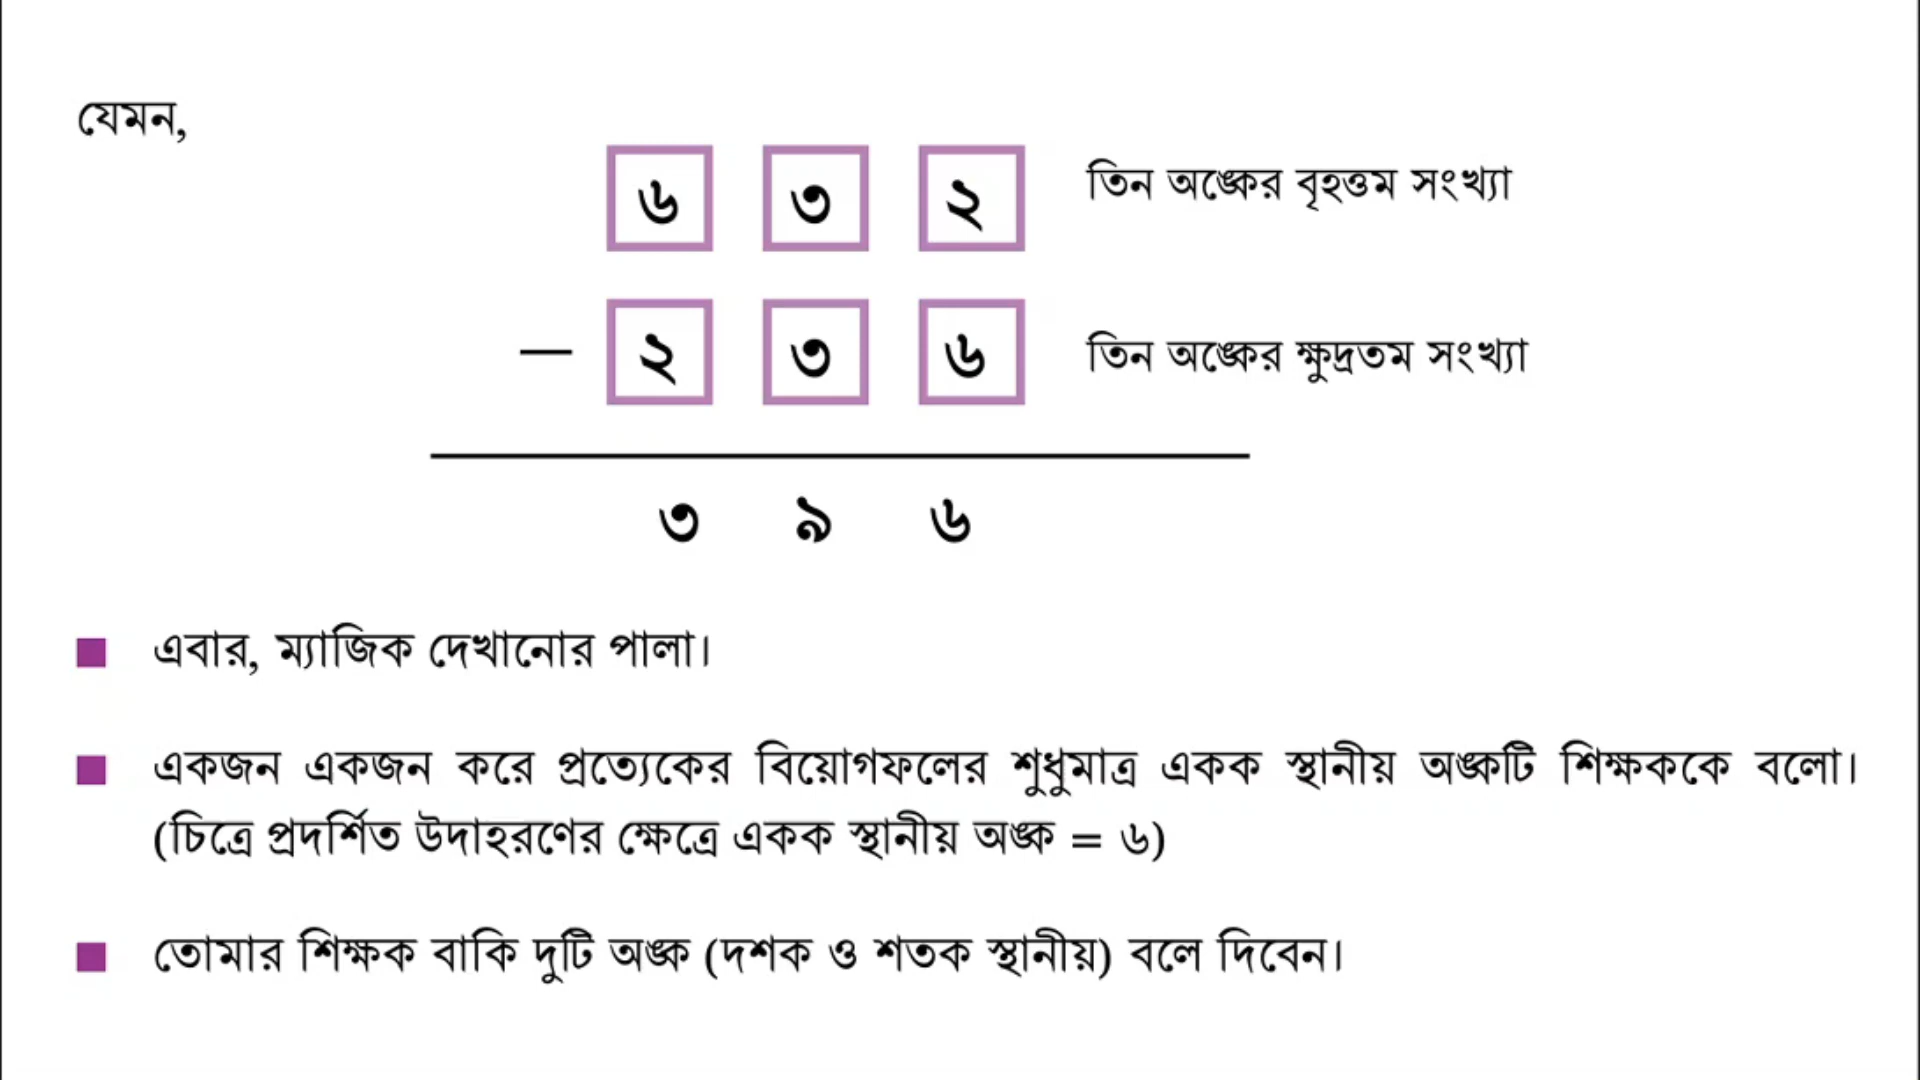 যেমন,
৬ ৩ ২ তিন অঙ্কের বৃহত্তম সংখ্যা
— ২ ৩ ৬ তিন অঙ্কের ক্ষুদ্রতম সংখ্যা
৩ ৯ ৬
এবার, ম্যাজিক দেখানোর পালা।
একজন একজন করে প্রত্যেকের বিয়োগফলের শুধুমাত্র একক স্থানীয় অঙ্কটি শিক্ষককে বলো।
(চিত্রে প্রদর্শিত উদাহরণের ক্ষেত্রে একক স্থানীয় অঙ্ক = ৬)
তোমার শিক্ষক বাকি দুটি অঙ্ক (দশক ও শতক স্থানীয়) বলে দিবেন।